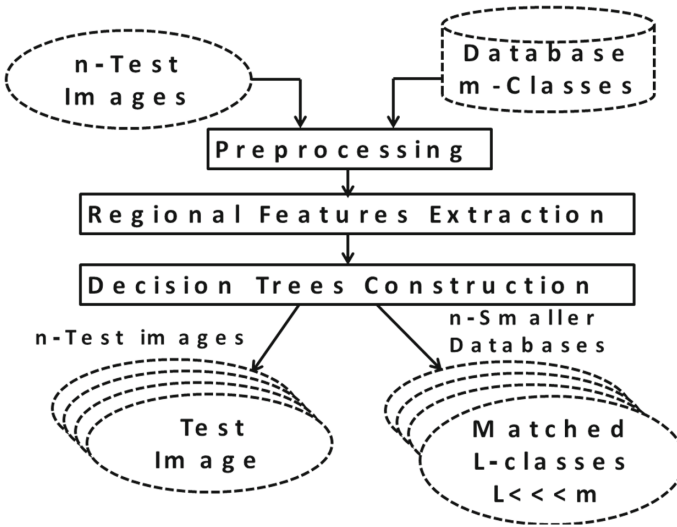 n-Test
Images
Database
m -Classes
Preprocessing
Regional Features Extraction
Decision Trees Construction
n-Test images
n-Smaller
Databases
Test
Image
Matched
L-classes
L<<<m